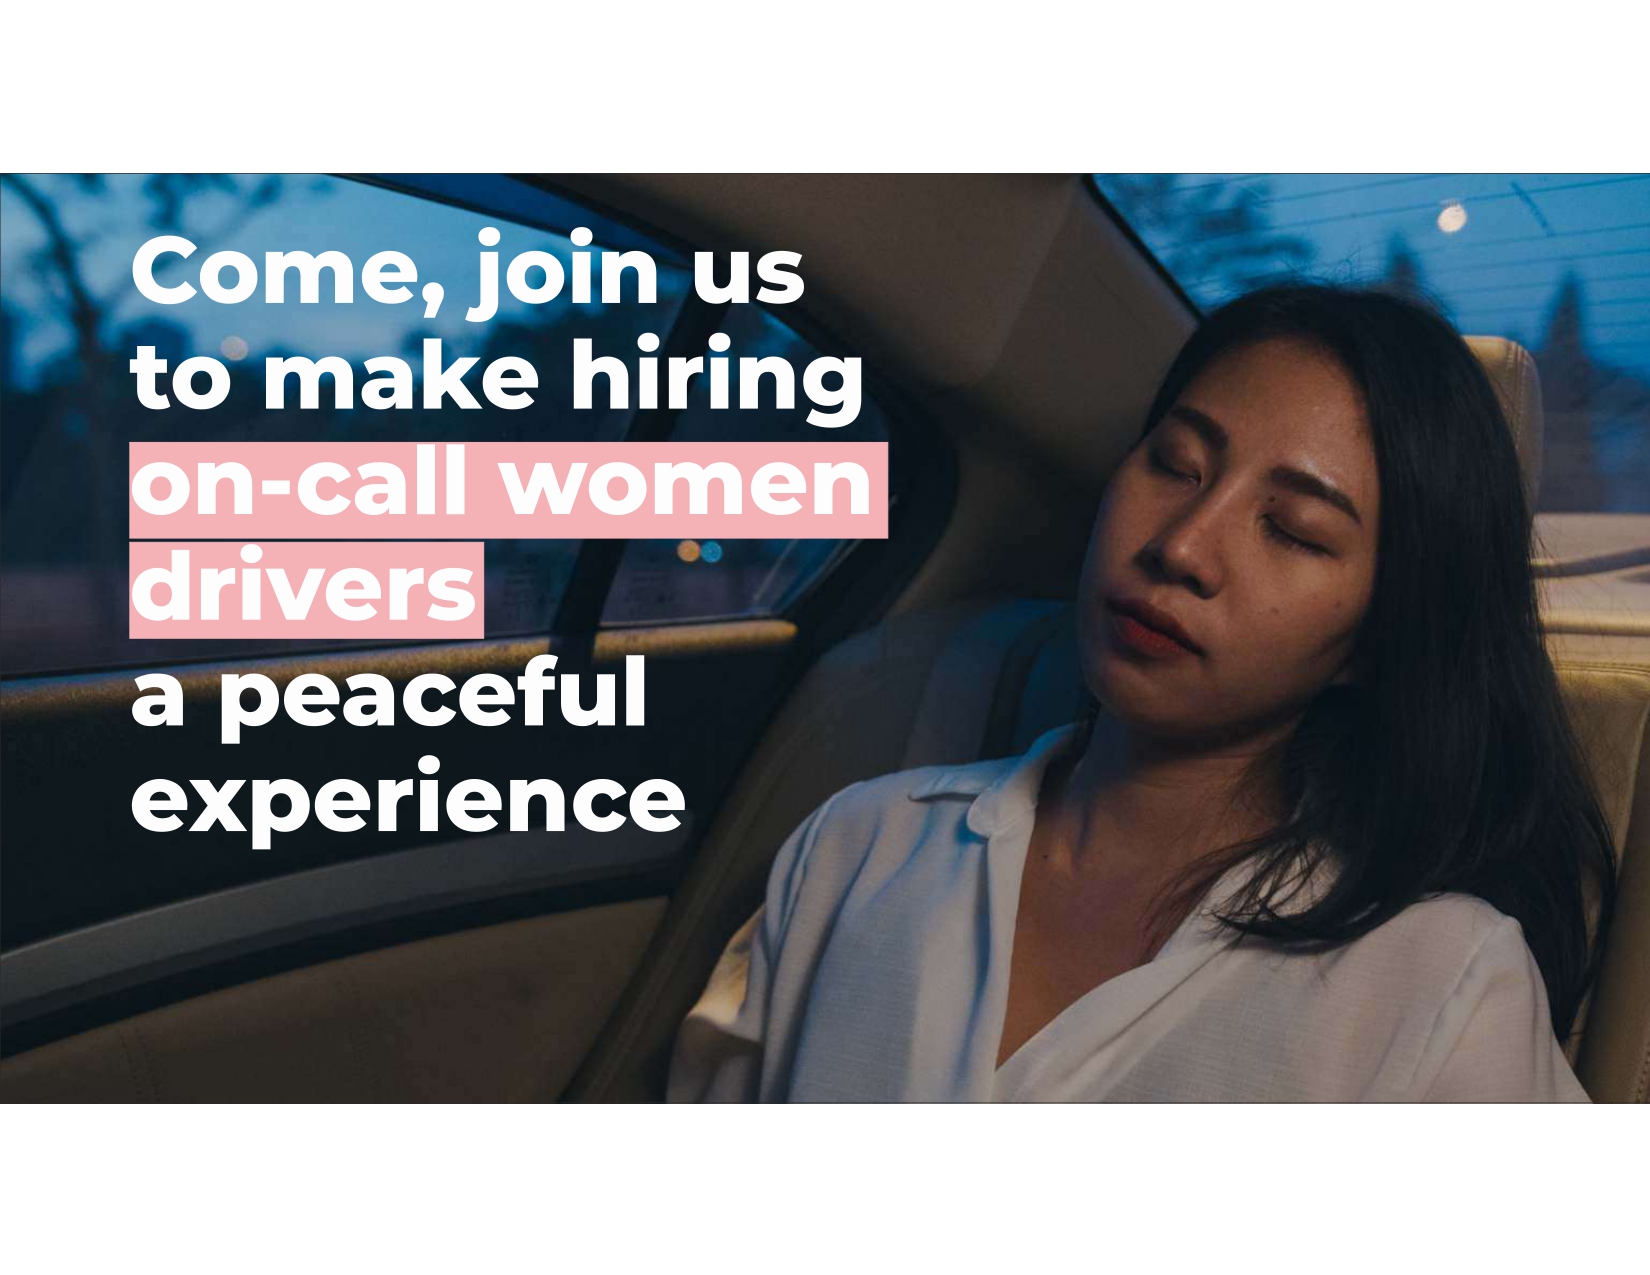 Come, join us
to make hiring
on-call women
drivers
a peaceful
experience